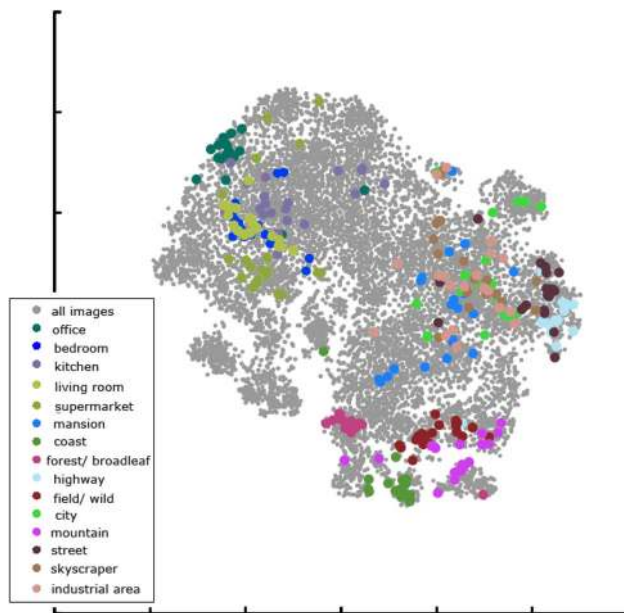 all images
office
bedroom
kitchen
living room
supermarket
mansion
coast
forest/ broadleaf
highway
field/ wild
city
mountain
street
skyscraper
industrial area